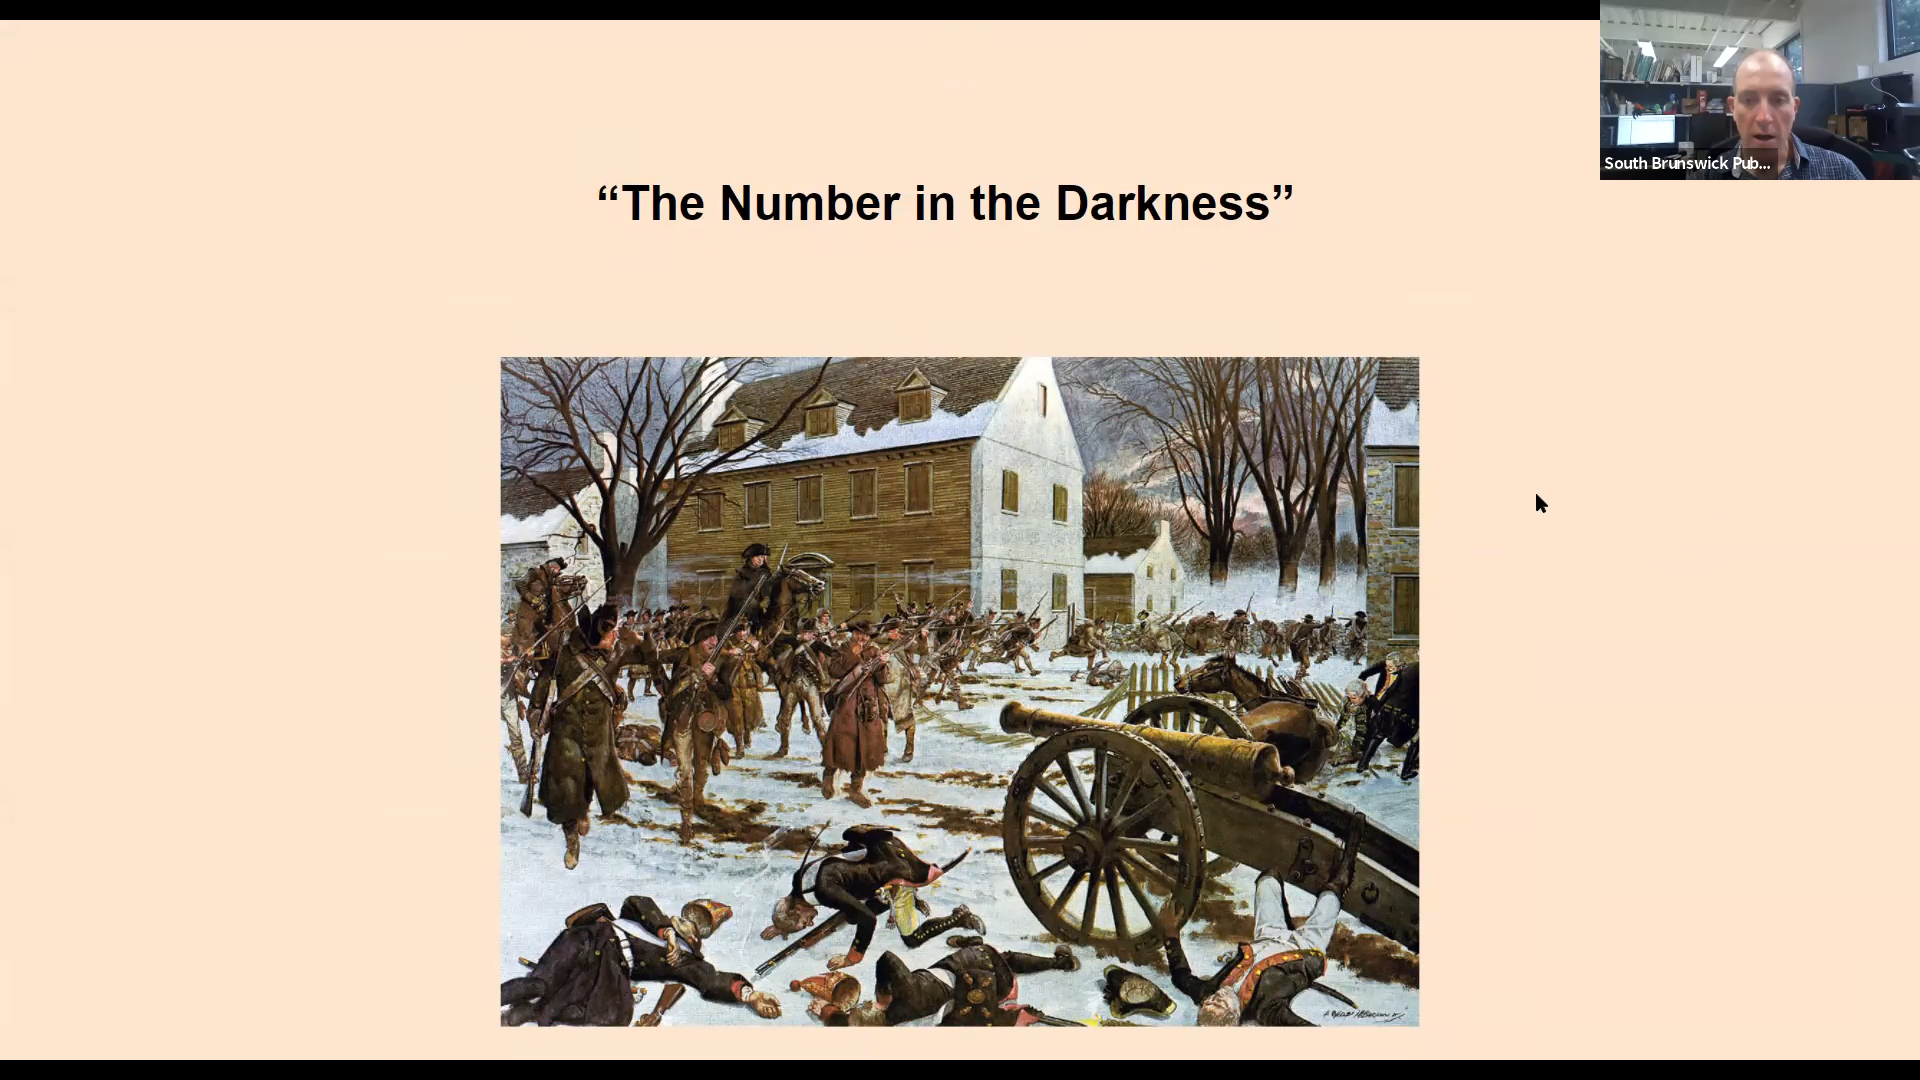 “The Number in the Darkness”
South Brunswick Pub...